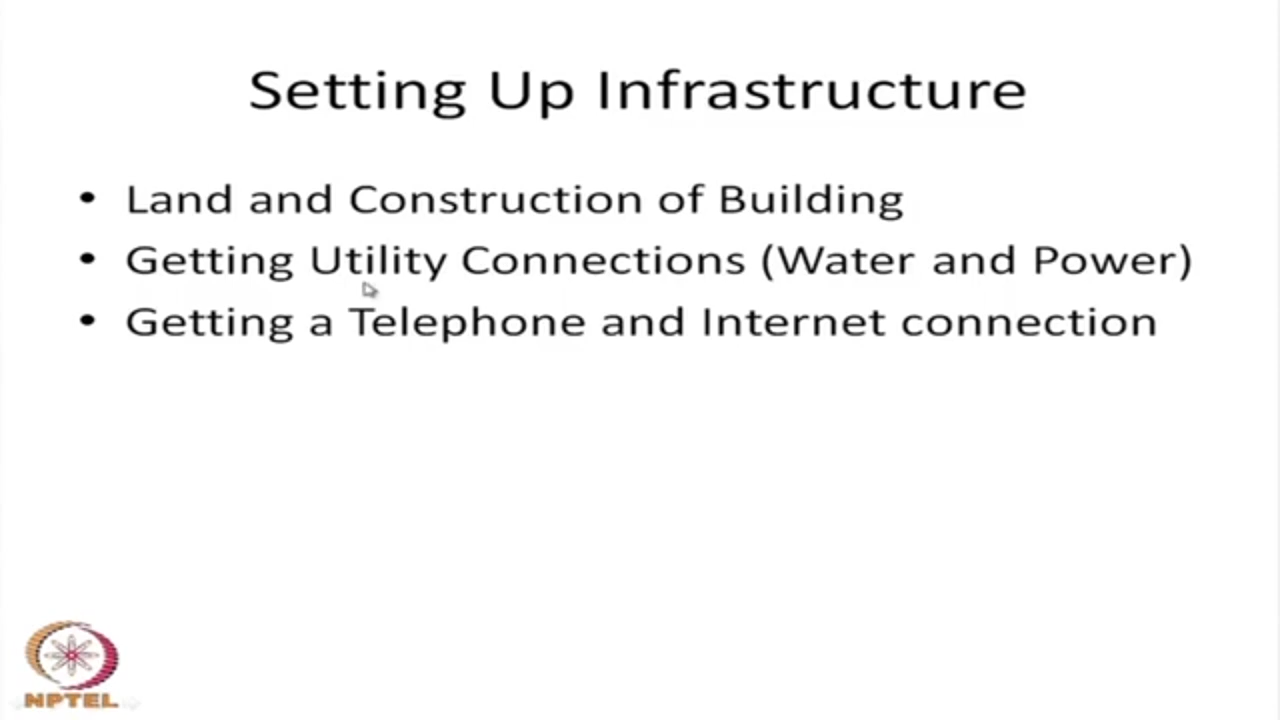 Setting Up Infrastructure
• Land and Construction of Building
• Getting Utility Connections (Water and Power)
• Getting a Telephone and Internet connection
NPTEL